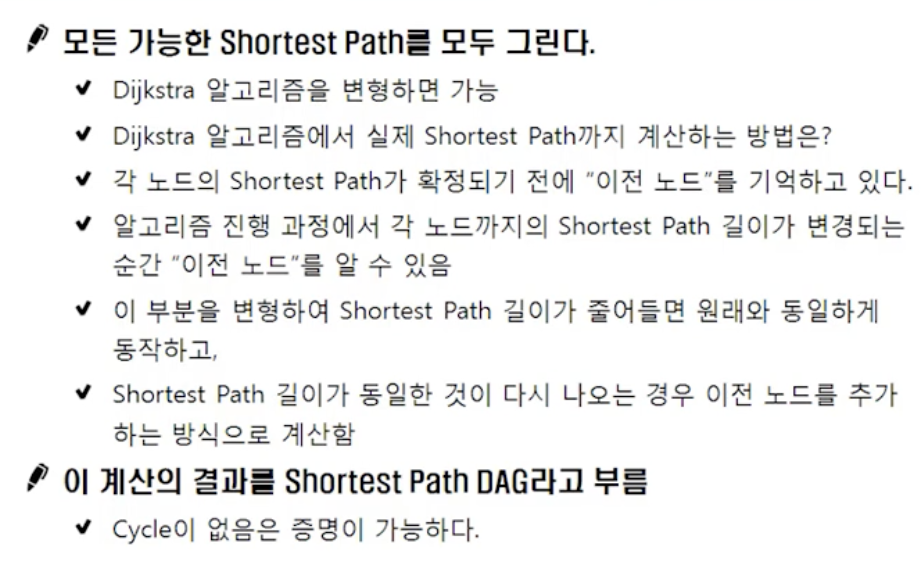 모든 가능한 Shortest Path를 모두 그린다.
Dijkstra 알고리즘을 변형하면 가능
Dijkstra 알고리즘에서 실제 Shortest Path까지 계산하는 방법은?
각 노드의 Shortest Path가 확정되기 전에 "이전 노드"를 기억하고 있다.
알고리즘 진행 과정에서 각 노드까지의 Shortest Path 길이가 변경되는
순간 "이전 노드"를 알 수 있음
이 부분을 변형하여 Shortest Path 길이가 줄어들면 원래와 동일하게
동작하고,
Shortest Path 길이가 동일한 것이 다시 나오는 경우 이전 노드를 추가
하는 방식으로 계산함
이 계산의 결과를 Shortest Path DAG라고 부름
Cycle이 없음은 증명이 가능하다.